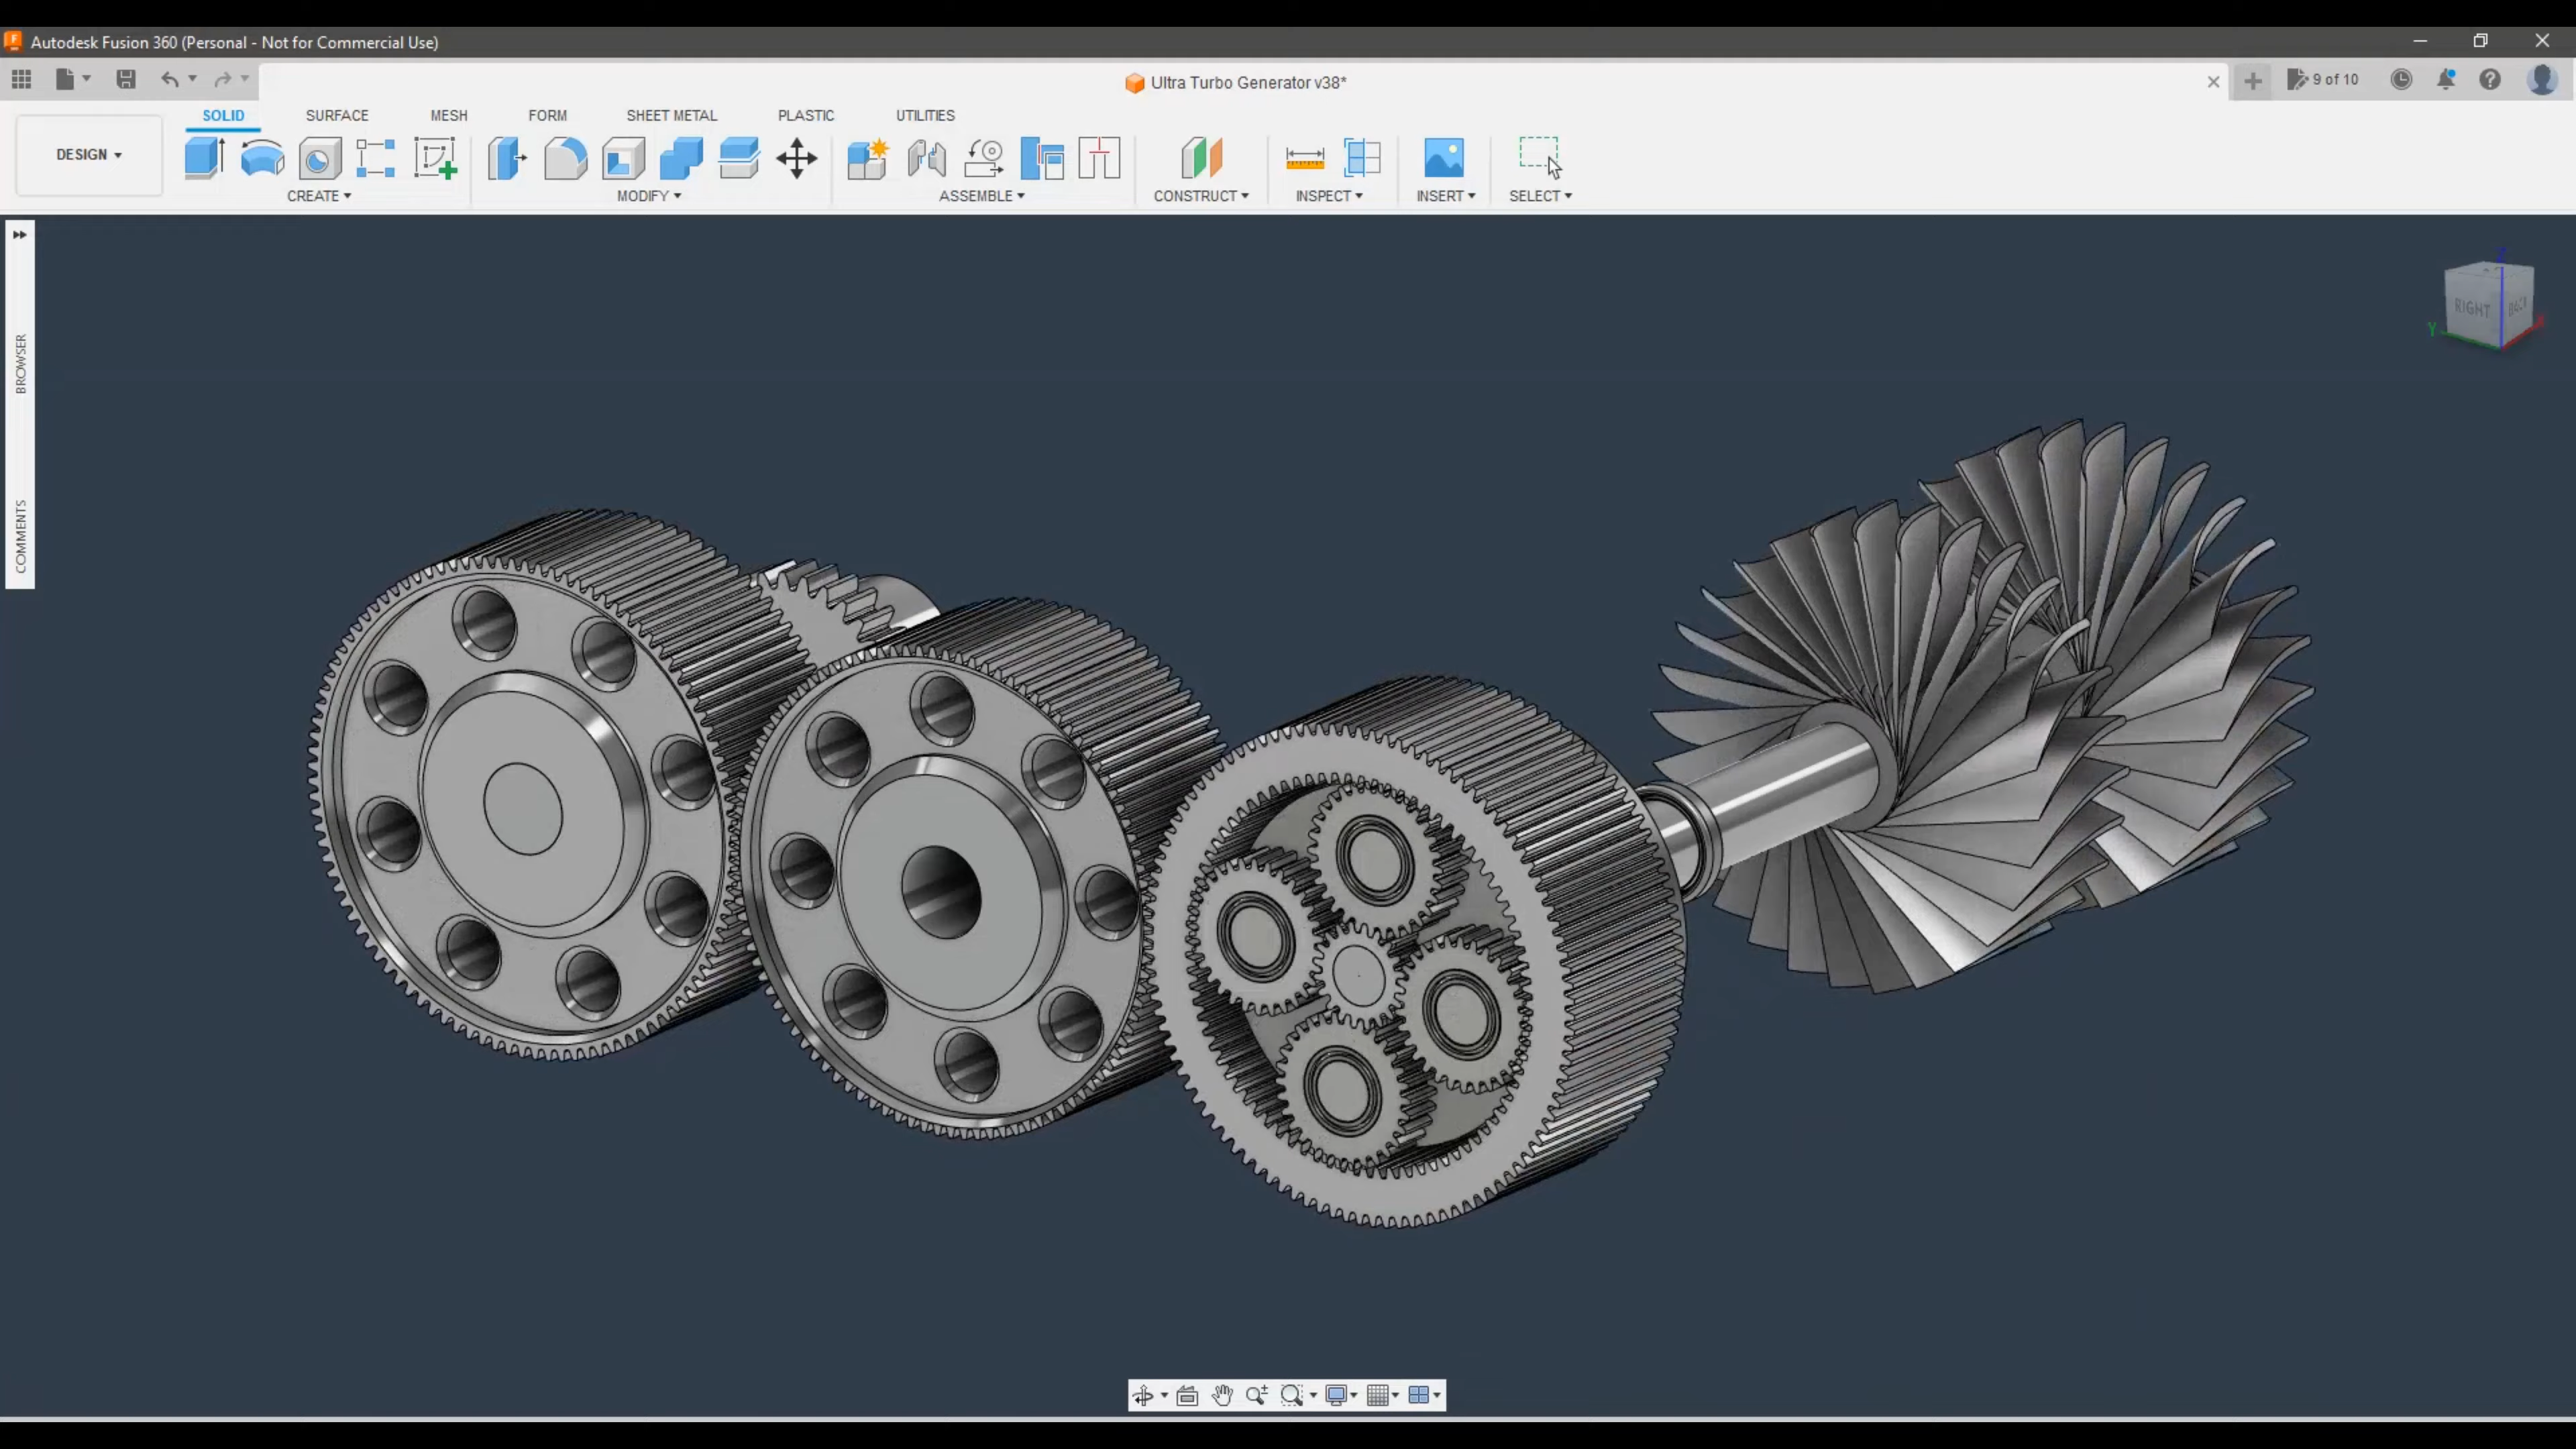 Autodesk Fusion 360 (Personal - Not for Commercial Use)
Ultra Turbo Generator v38*
9 of 10
SOLID SURFACE MESH FORM SHEET METAL PLASTIC UTILITIES
DESIGN
CREATE MODIFY ASSEMBLE CONSTRUCT INSPECT INSERT SELECT
BROWSER
COMMENTS
Z
RIGHT BACK
Y X